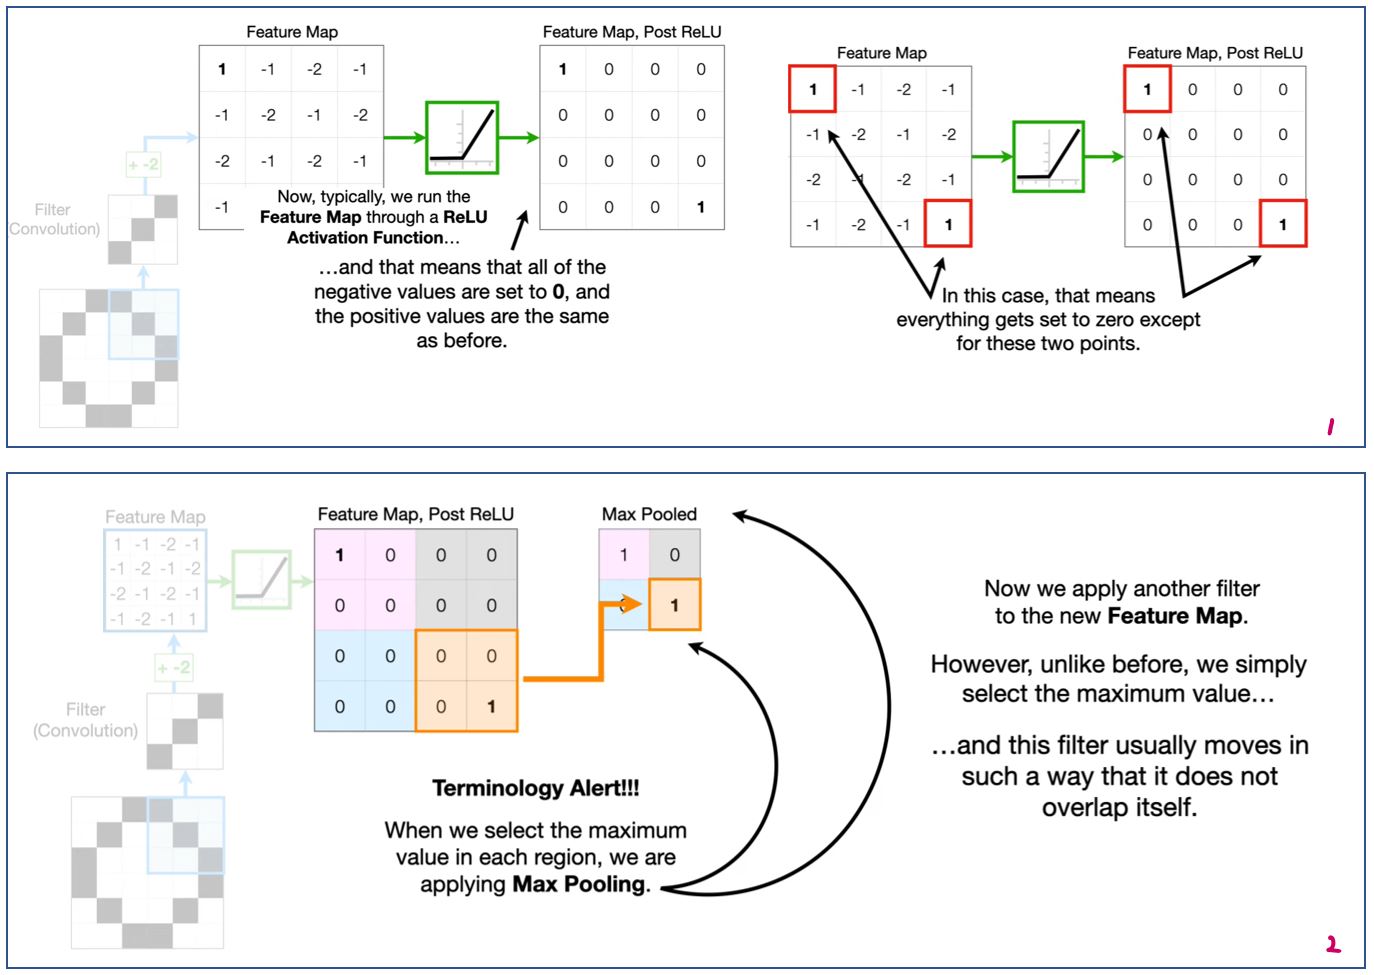 Feature Map
1 -1 -2 -1
-1 -2 -1 -2
-2 -1 -2 -1
-1
+ -2
Filter
Convolution)
Now, typically, we run the
Feature Map through a ReLU
Activation Function…
Feature Map, Post ReLU
1 0 0 0
0 0 0 0
0 0 0 0
0 0 0 1
…and that means that all of the
negative values are set to 0, and
the positive values are the same
as before.
Feature Map
1 -1 -2 -1
-1 -2 -1 -2
-2 -1 -2 -1
-1 -2 -1 1
Feature Map, Post ReLU
1 0 0 0
0 0 0 0
0 0 0 0
0 0 0 1
In this case, that means
everything gets set to zero except
for these two points.
1
Feature Map
1 -1 -2 -1
-1 -2 -1 -2
-2 -1 -2 -1
-1 -2 -1 1
+ -2
Filter
(Convolution)
Feature Map, Post ReLU
1 0 0 0
0 0 0 0
0 0 0 0
0 0 0 1
Max Pooled
1 0
0 1
Terminology Alert!!!
When we select the maximum
value in each region, we are
applying Max Pooling.
Now we apply another filter
to the new Feature Map.
However, unlike before, we simply
select the maximum value…
…and this filter usually moves in
such a way that it does not
overlap itself.
2